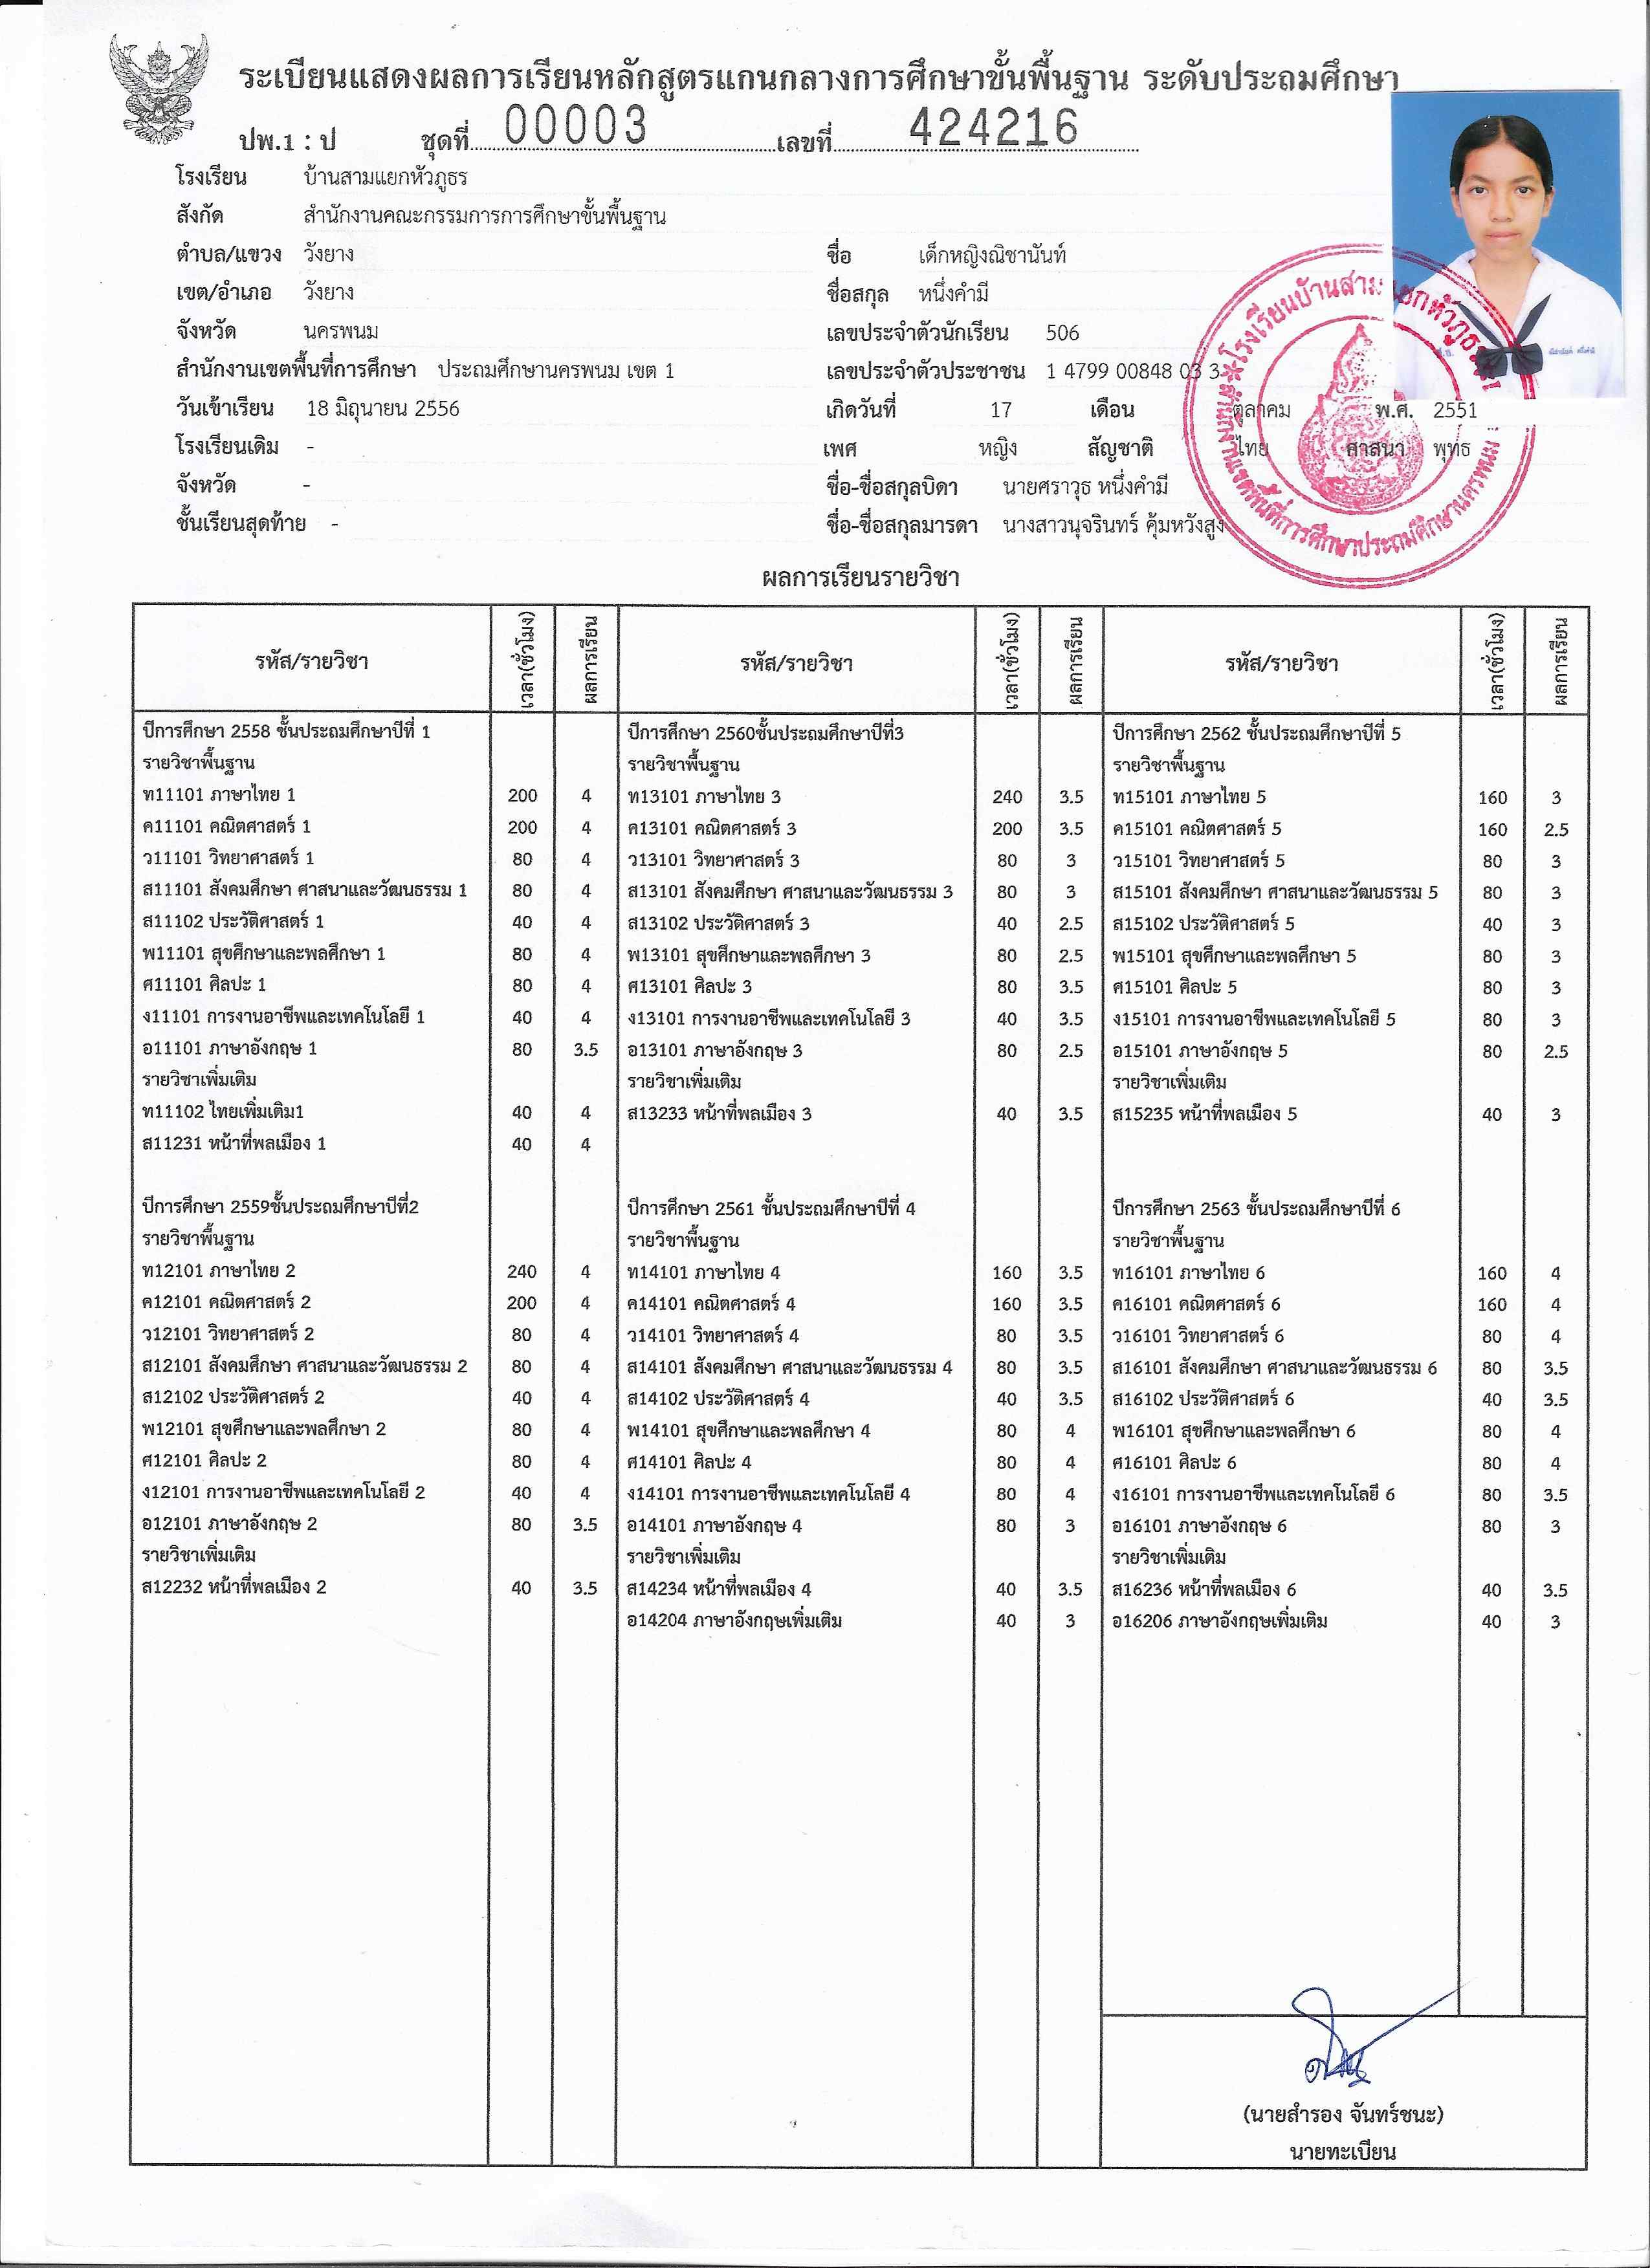 ระเบียนแสดงผลการเรียนหลักสูตรแกนกลางการศึกษาขั้นพื้นฐาน ระดับประถมศึกษา
ปพ.1 : ป ชุดที่ 00003 เลขที่ 424216
โรงเรียน บ้านสามแยกหัวภูธร
สังกัด สำนักงานคณะกรรมการการศึกษาขั้นพื้นฐาน
ตำบล/แขวง วังยาง
เขต/อำเภอ วังยาง
จังหวัด นครพนม
สำนักงานเขตพื้นที่การศึกษา ประถมศึกษานครพนม เขต 1
วันเข้าเรียน 18 มิถุนายน 2556
โรงเรียนเดิม -
จังหวัด -
ชั้นเรียนสุดท้าย -
ชื่อ เด็กหญิงณิชานันท์
ชื่อสกุล หนึ่งคำมี
เลขประจำตัวนักเรียน 506
เลขประจำตัวประชาชน 1 4799 00848 03 3
เกิดวันที่ 17 เดือน ตุลาคม พ.ศ. 2551
เพศ หญิง สัญชาติ ไทย ศาสนา พุทธ
ชื่อ-ชื่อสกุลบิดา นายศราวุธ หนึ่งคำมี
ชื่อ-ชื่อสกุลมารดา นางสาวนุจรินทร์ คุ้มหวังสูง
ผลการเรียนรายวิชา
รหัส/รายวิชา เวลา(ชั่วโมง) ผลการเรียน
ปีการศึกษา 2558 ชั้นประถมศึกษาปีที่ 1
รายวิชาพื้นฐาน
ท11101 ภาษาไทย 1 200 4
ค11101 คณิตศาสตร์ 1 200 4
ว11101 วิทยาศาสตร์ 1 80 4
ส11101 สังคมศึกษา ศาสนาและวัฒนธรรม 1 80 4
ส11102 ประวัติศาสตร์ 1 40 4
พ11101 สุขศึกษาและพลศึกษา 1 80 4
ศ11101 ศิลปะ 1 80 4
ง11101 การงานอาชีพและเทคโนโลยี 1 40 4
อ11101 ภาษาอังกฤษ 1 80 3.5
รายวิชาเพิ่มเติม
ท11102 ไทยเพิ่มเติม1 40 4
ส11231 หน้าที่พลเมือง 1 40 4
ปีการศึกษา 2559ชั้นประถมศึกษาปีที่2
รายวิชาพื้นฐาน
ท12101 ภาษาไทย 2 240 4
ค12101 คณิตศาสตร์ 2 200 4
ว12101 วิทยาศาสตร์ 2 80 4
ส12101 สังคมศึกษา ศาสนาและวัฒนธรรม 2 80 4
ส12102 ประวัติศาสตร์ 2 40 4
พ12101 สุขศึกษาและพลศึกษา 2 80 4
ศ12101 ศิลปะ 2 80 4
ง12101 การงานอาชีพและเทคโนโลยี 2 40 4
อ12101 ภาษาอังกฤษ 2 80 3.5
รายวิชาเพิ่มเติม
ส12232 หน้าที่พลเมือง 2 40 3.5
รหัส/รายวิชา เวลา(ชั่วโมง) ผลการเรียน
ปีการศึกษา 2560ชั้นประถมศึกษาปีที่3
รายวิชาพื้นฐาน
ท13101 ภาษาไทย 3 240 3.5
ค13101 คณิตศาสตร์ 3 200 3.5
ว13101 วิทยาศาสตร์ 3 80 3
ส13101 สังคมศึกษา ศาสนาและวัฒนธรรม 3 80 3
ส13102 ประวัติศาสตร์ 3 40 2.5
พ13101 สุขศึกษาและพลศึกษา 3 80 2.5
ศ13101 ศิลปะ 3 80 3.5
ง13101 การงานอาชีพและเทคโนโลยี 3 40 3.5
อ13101 ภาษาอังกฤษ 3 80 2.5
รายวิชาเพิ่มเติม
ส13233 หน้าที่พลเมือง 3 40 3.5
ปีการศึกษา 2561 ชั้นประถมศึกษาปีที่ 4
รายวิชาพื้นฐาน
ท14101 ภาษาไทย 4 160 3.5
ค14101 คณิตศาสตร์ 4 160 3.5
ว14101 วิทยาศาสตร์ 4 80 3.5
ส14101 สังคมศึกษา ศาสนาและวัฒนธรรม 4 80 3.5
ส14102 ประวัติศาสตร์ 4 40 3.5
พ14101 สุขศึกษาและพลศึกษา 4 80 4
ศ14101 ศิลปะ 4 80 4
ง14101 การงานอาชีพและเทคโนโลยี 4 80 4
อ14101 ภาษาอังกฤษ 4 80 3
รายวิชาเพิ่มเติม
ส14234 หน้าที่พลเมือง 4 40 3.5
อ14204 ภาษาอังกฤษเพิ่มเติม 40 3
รหัส/รายวิชา เวลา(ชั่วโมง) ผลการเรียน
ปีการศึกษา 2562 ชั้นประถมศึกษาปีที่ 5
รายวิชาพื้นฐาน
ท15101 ภาษาไทย 5 160 3
ค15101 คณิตศาสตร์ 5 160 2.5
ว15101 วิทยาศาสตร์ 5 80 3
ส15101 สังคมศึกษา ศาสนาและวัฒนธรรม 5 80 3
ส15102 ประวัติศาสตร์ 5 40 3
พ15101 สุขศึกษาและพลศึกษา 5 80 3
ศ15101 ศิลปะ 5 80 3
ง15101 การงานอาชีพและเทคโนโลยี 5 80 3
อ15101 ภาษาอังกฤษ 5 80 2.5
รายวิชาเพิ่มเติม
ส15235 หน้าที่พลเมือง 5 40 3
ปีการศึกษา 2563 ชั้นประถมศึกษาปีที่ 6
รายวิชาพื้นฐาน
ท16101 ภาษาไทย 6 160 4
ค16101 คณิตศาสตร์ 6 160 4
ว16101 วิทยาศาสตร์ 6 80 4
ส16101 สังคมศึกษา ศาสนาและวัฒนธรรม 6 80 3.5
ส16102 ประวัติศาสตร์ 6 40 3.5
พ16101 สุขศึกษาและพลศึกษา 6 80 4
ศ16101 ศิลปะ 6 80 4
ง16101 การงานอาชีพและเทคโนโลยี 6 80 3.5
อ16101 ภาษาอังกฤษ 6 80 3
รายวิชาเพิ่มเติม
ส16236 หน้าที่พลเมือง 6 40 3.5
อ16206 ภาษาอังกฤษเพิ่มเติม 40 3
(นายสำรอง จันทร์ชนะ)
นายทะเบียน
โรงเรียนบ้านสามแยกหัวภูธร
สำนักงานเขตพื้นที่การศึกษาประถมศึกษานครพนม